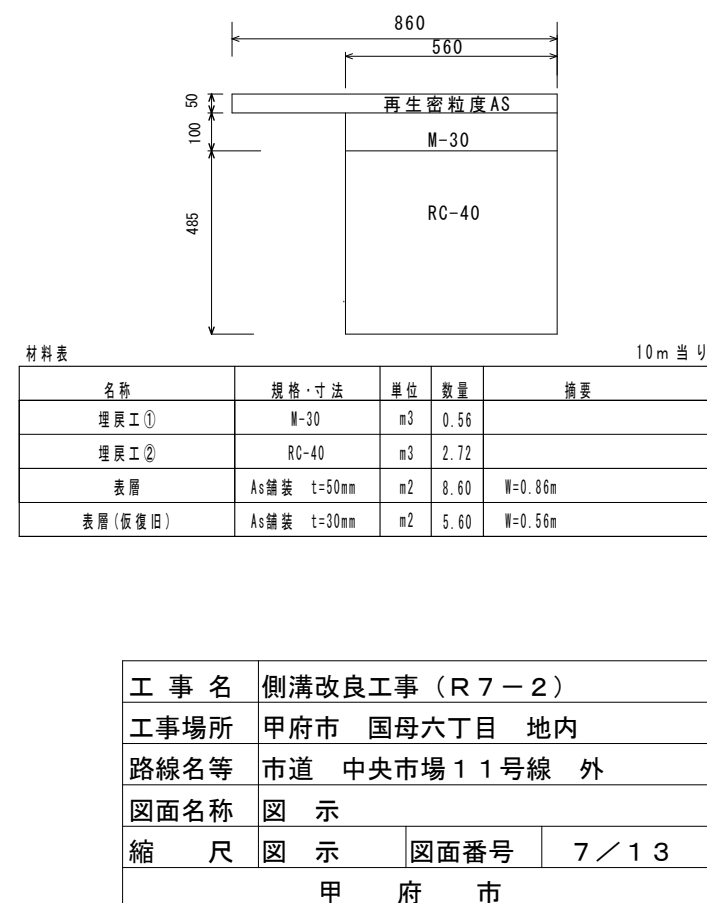 860
560
50
再生密粒度AS
100
M-30
485
RC-40
材料表 10m当り
名称 規格・寸法 単位 数量 摘要
埋戻工① M-30 m3 0.56
埋戻工② RC-40 m3 2.72
表層 As舗装 t=50mm m2 8.60 W=0.86m
表層(仮復旧) As舗装 t=30mm m2 5.60 W=0.56m
工事名 側溝改良工事（R7－2）
工事場所 甲府市 国母六丁目 地内
路線名等 市道 中央市場11号線 外
図面名称 図示
縮尺 図示 図面番号 7／13
甲府市